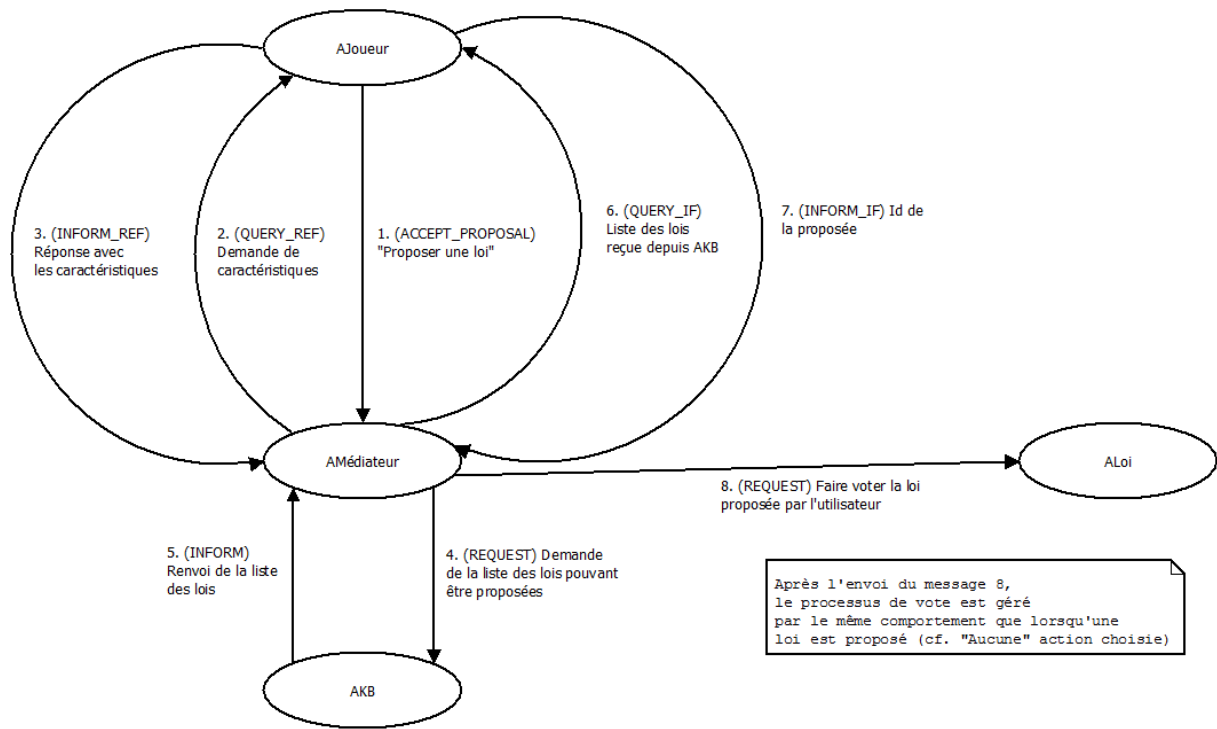 AJoueur
3. (INFORM_REF)
Réponse avec
les caractéristiques
2. (QUERY_REF)
Demande de
caractéristiques
1. (ACCEPT_PROPOSAL)
"Proposer une loi"
6. (QUERY_IF)
Liste des lois
reçue depuis AKB
7. (INFORM_IF) Id de
la proposée
AMédiateur
ALoi
8. (REQUEST) Faire voter la loi
proposée par l'utilisateur
5. (INFORM)
Renvoi de la liste
des lois
4. (REQUEST) Demande
de la liste des lois pouvant
être proposées
Après l'envoi du message 8,
le processus de vote est géré
par le même comportement que lorsqu'une
loi est proposé (cf. "Aucune" action choisie)
AKB